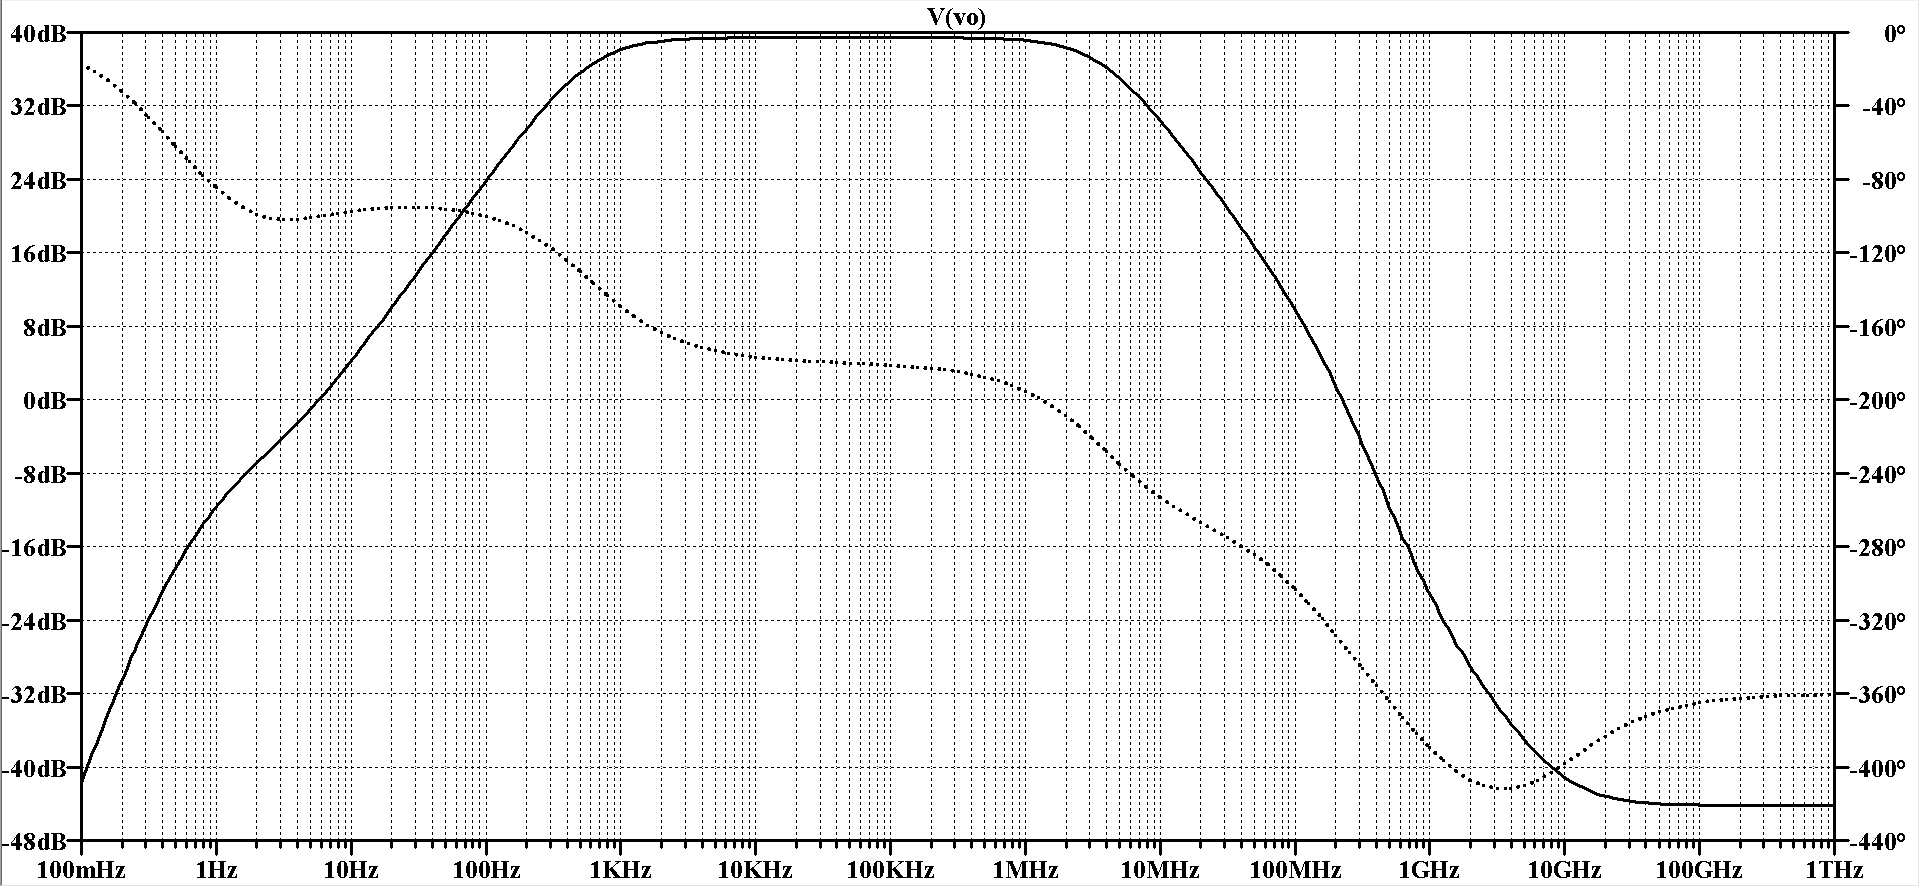 V(vo)
40dB 0°
32dB -40°
24dB -80°
16dB -120°
8dB -160°
0dB -200°
-8dB -240°
-16dB -280°
-24dB -320°
-32dB -360°
-40dB -400°
-48dB -440°
100mHz 1Hz 10Hz 100Hz 1KHz 10KHz 100KHz 1MHz 10MHz 100MHz 1GHz 10GHz 100GHz 1THz